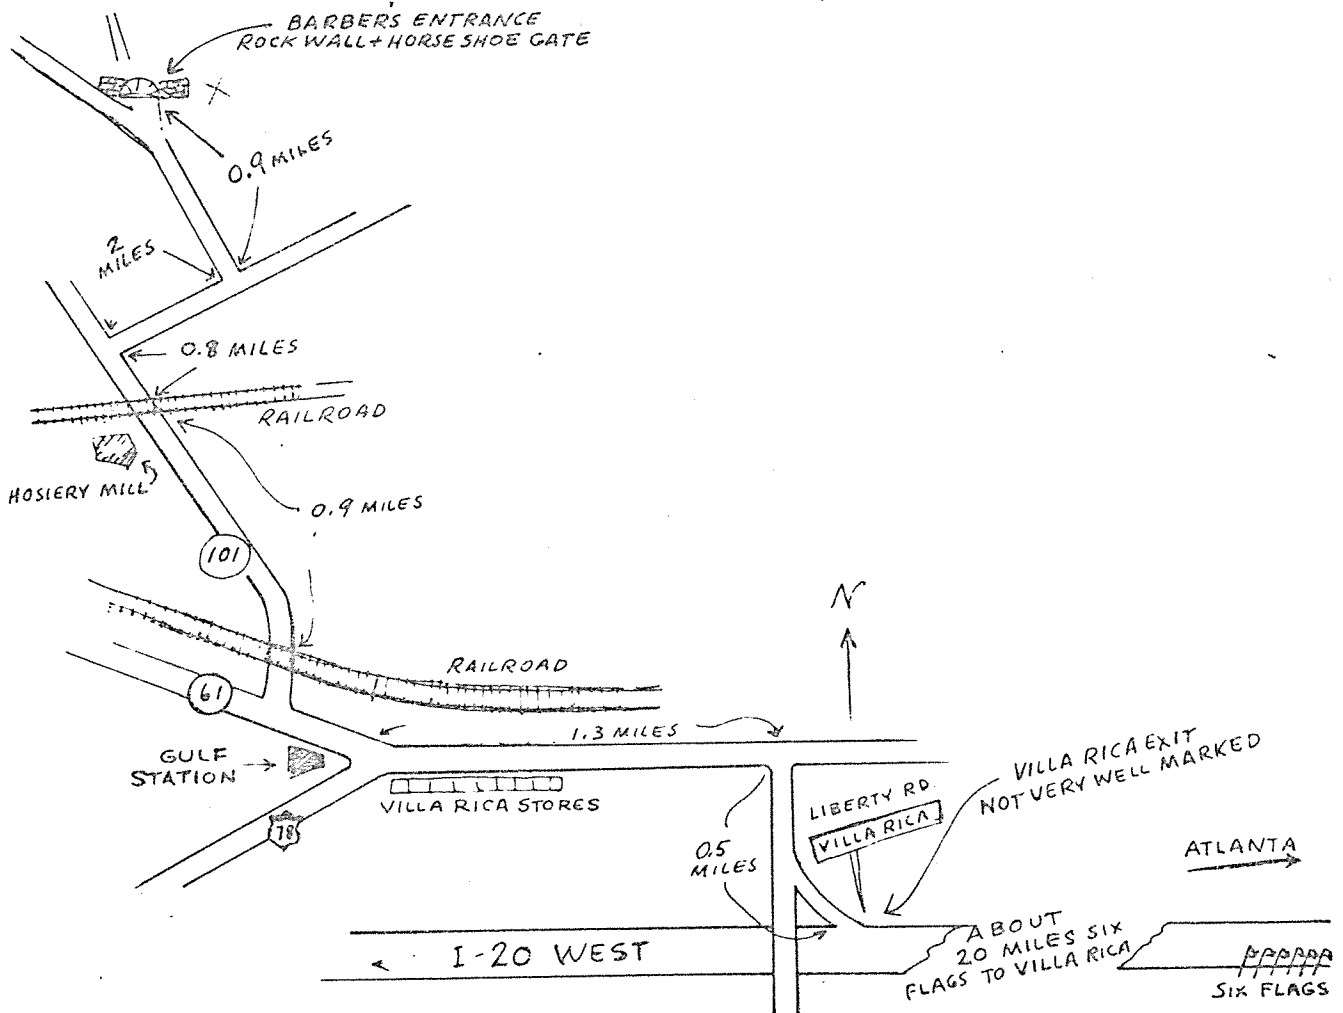 BARBERS ENTRANCE
ROCK WALL + HORSE SHOE GATE
X
0.9 MILES
2
MILES
0.8 MILES
RAILROAD
HOSIERY MILL
0.9 MILES
101
N
RAILROAD
61
1.3 MILES
GULF
STATION
VILLA RICA EXIT
NOT VERY WELL MARKED
VILLA RICA STORES
LIBERTY RD.
VILLA RICA
78
0.5
MILES
ATLANTA
ABOUT
20 MILES SIX
FLAGS TO VILLA RICA
I-20 WEST
SIX FLAGS